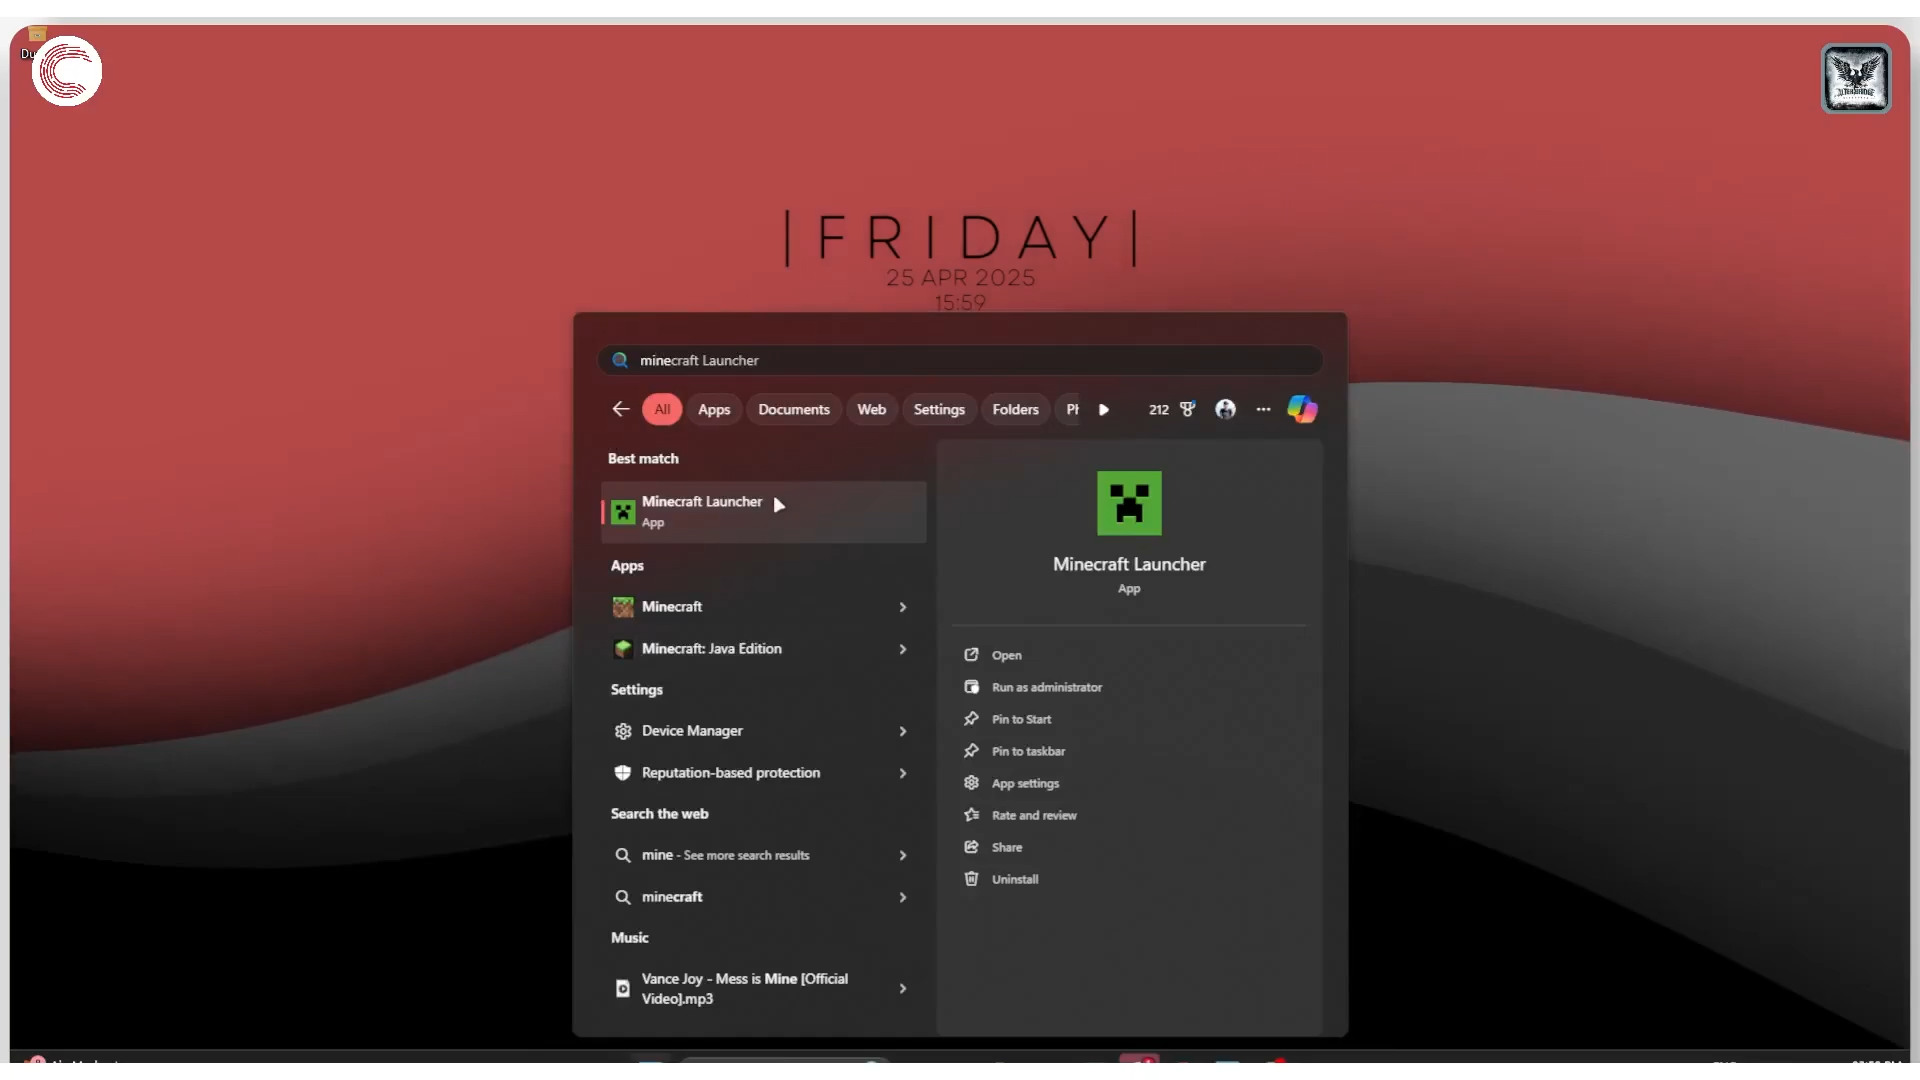 |FRIDAY|
25 APR 2025
15:59
minecraft Launcher
All
Apps
Documents
Web
Settings
Folders
212
Best match
Minecraft Launcher
App
Apps
Minecraft
Minecraft: Java Edition
Settings
Device Manager
Reputation-based protection
Search the web
mine - See more search results
minecraft
Music
Vance Joy - Mess is Mine [Official
Video].mp3
Minecraft Launcher
App
Open
Run as administrator
Pin to Start
Pin to taskbar
App settings
Rate and review
Share
Uninstall